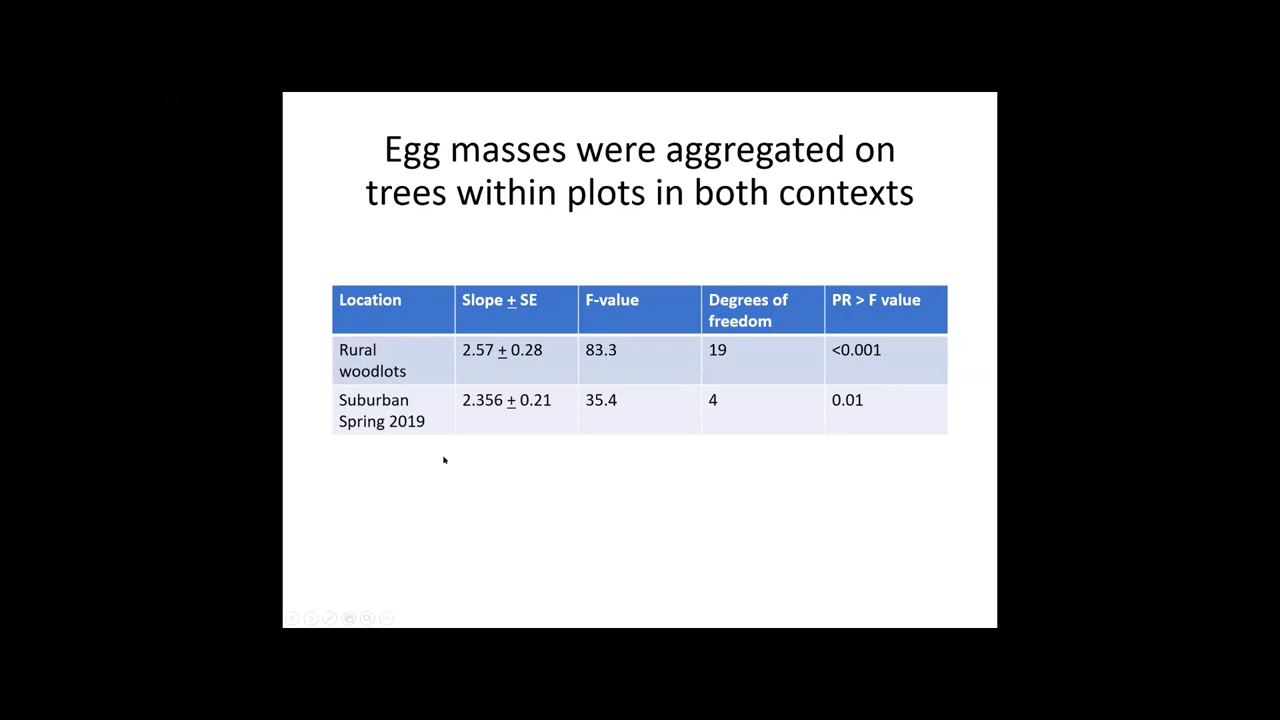 Egg masses were aggregated on
trees within plots in both contexts
Location Slope ± SE F-value Degrees of freedom PR > F value
Rural woodlots 2.57 ± 0.28 83.3 19 <0.001
Suburban Spring 2019 2.356 ± 0.21 35.4 4 0.01